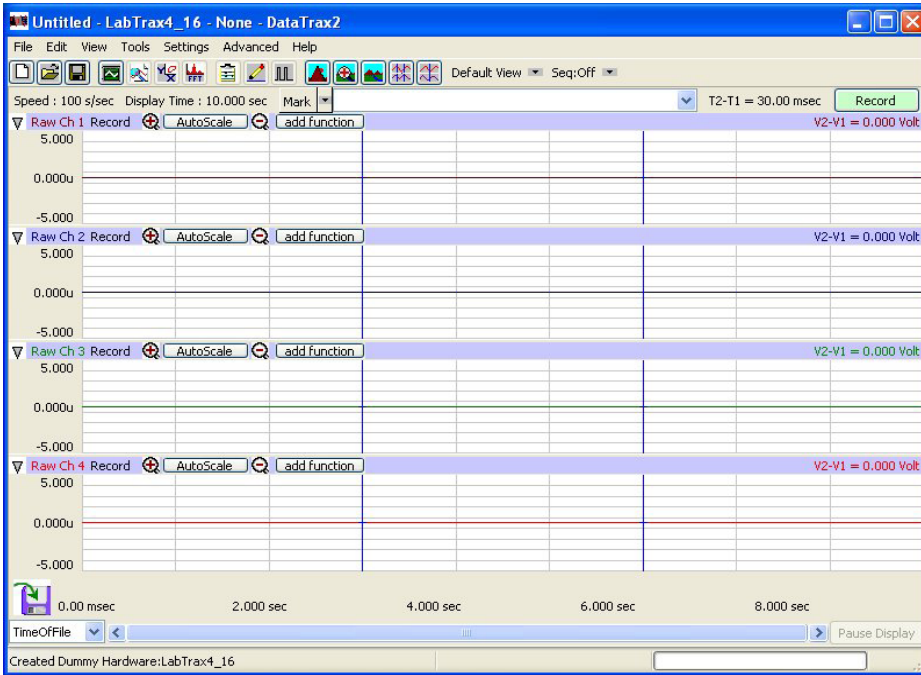 Untitled - LabTrax4_16 - None - DataTrax2
File Edit View Tools Settings Advanced Help
FFT Default View Seq:Off
Speed : 100 s/sec Display Time : 10.000 sec Mark T2-T1 = 30.00 msec Record
Raw Ch 1 Record AutoScale add function V2-V1 = 0.000 Volt
5.000
0.000u
-5.000
Raw Ch 2 Record AutoScale add function V2-V1 = 0.000 Volt
5.000
0.000u
-5.000
Raw Ch 3 Record AutoScale add function V2-V1 = 0.000 Volt
5.000
0.000u
-5.000
Raw Ch 4 Record AutoScale add function V2-V1 = 0.000 Volt
5.000
0.000u
-5.000
0.00 msec 2.000 sec 4.000 sec 6.000 sec 8.000 sec
TimeOfFile Pause Display
Created Dummy Hardware:LabTrax4_16